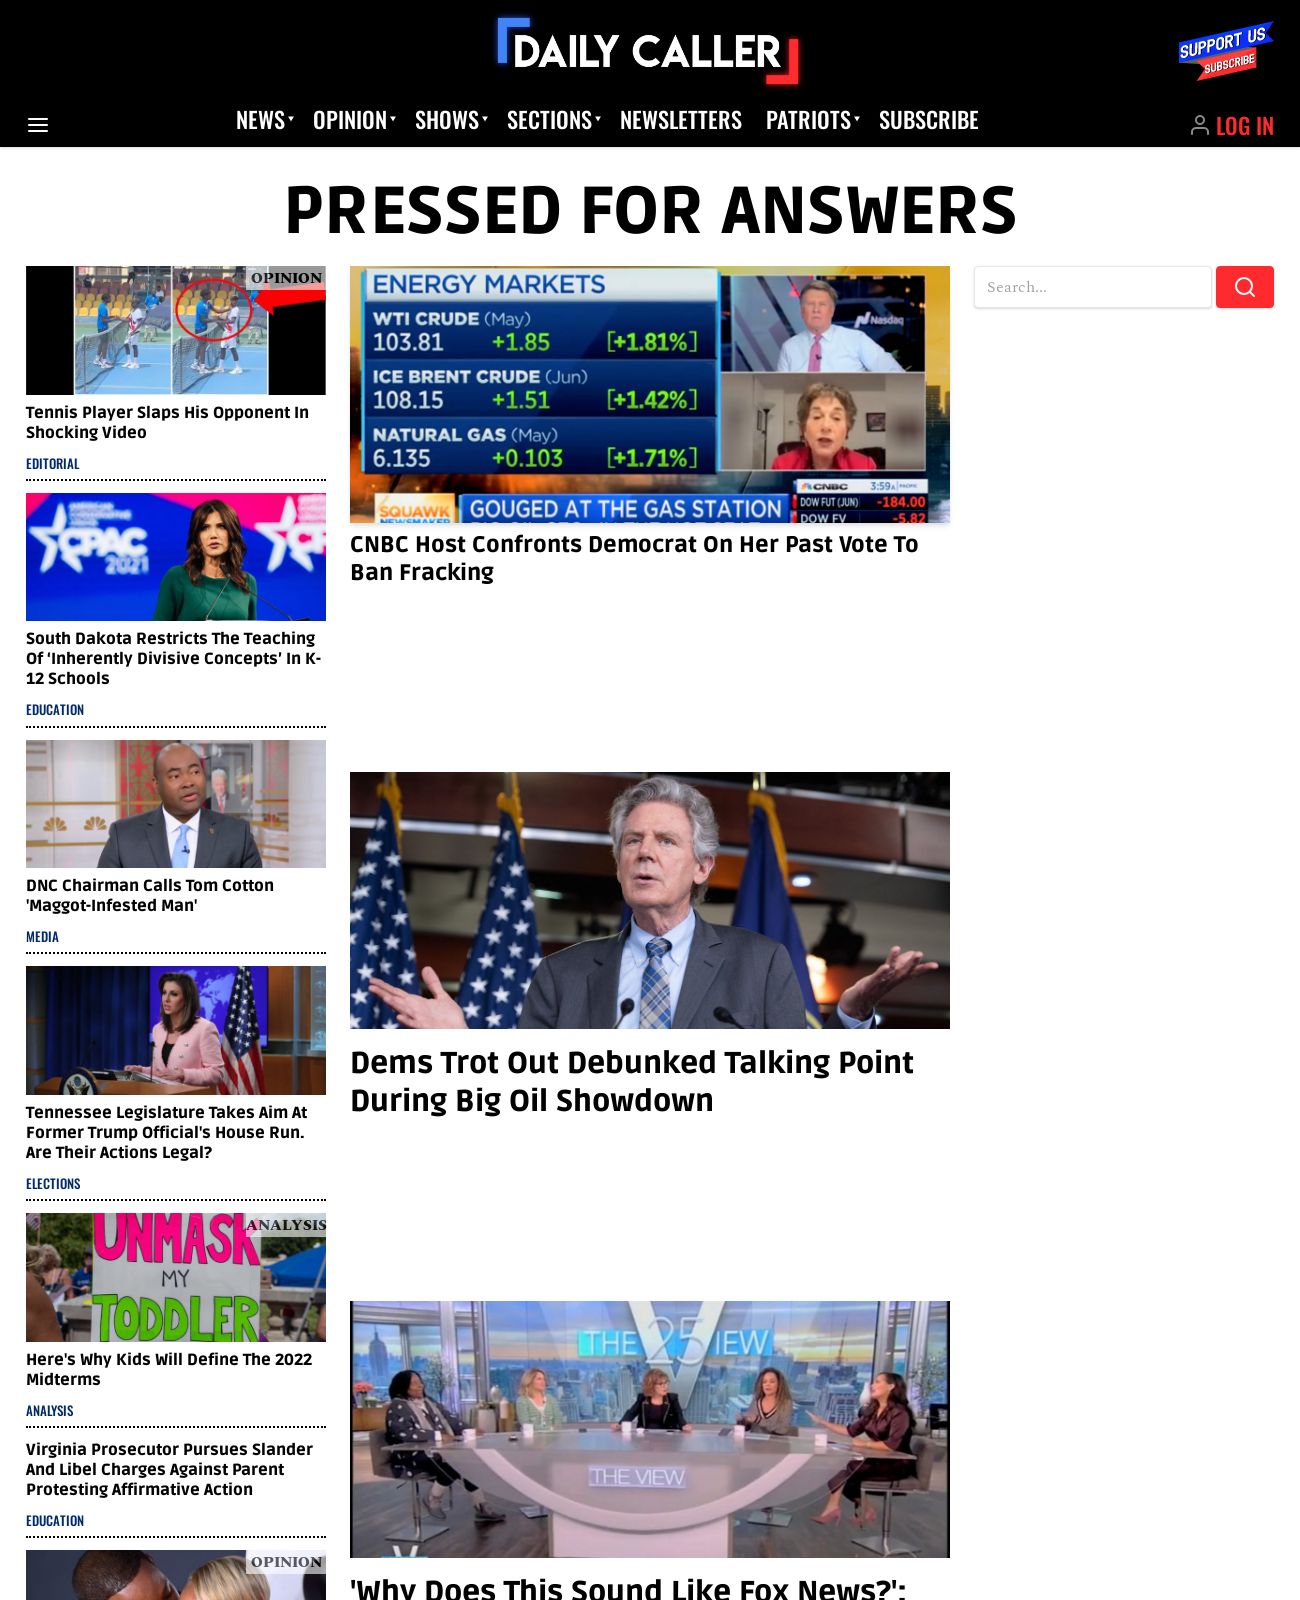 DAILY CALLER
SUPPORT US
SUBSCRIBE
NEWS OPINION SHOWS SECTIONS NEWSLETTERS PATRIOTS SUBSCRIBE
LOG IN
PRESSED FOR ANSWERS
OPINION
Tennis Player Slaps His Opponent In
Shocking Video
EDITORIAL
CPAC
2021
South Dakota Restricts The Teaching
Of ‘Inherently Divisive Concepts’ In K-
12 Schools
EDUCATION
DNC Chairman Calls Tom Cotton
'Maggot-Infested Man'
MEDIA
Tennessee Legislature Takes Aim At
Former Trump Official's House Run.
Are Their Actions Legal?
ELECTIONS
ANALYSIS
UNMASK
MY
TODDLER
Here's Why Kids Will Define The 2022
Midterms
ANALYSIS
Virginia Prosecutor Pursues Slander
And Libel Charges Against Parent
Protesting Affirmative Action
EDUCATION
OPINION
ENERGY MARKETS
WTI CRUDE (May)
103.81 +1.85 [+1.81%]
ICE BRENT CRUDE (Jun)
108.15 +1.51 [+1.42%]
NATURAL GAS (May)
6.135 +0.103 [+1.71%]
Nasdaq
CNBC 3:59A PACIFIC
SQUAWK
NEWSMAKER
GOUGED AT THE GAS STATION
DOW FUT (JUN) -184.00
DOW FV -5.82
CNBC Host Confronts Democrat On Her Past Vote To
Ban Fracking
Dems Trot Out Debunked Talking Point
During Big Oil Showdown
THE 25 IEW
THE VIEW
'Why Does This Sound Like Fox News?':
Search...